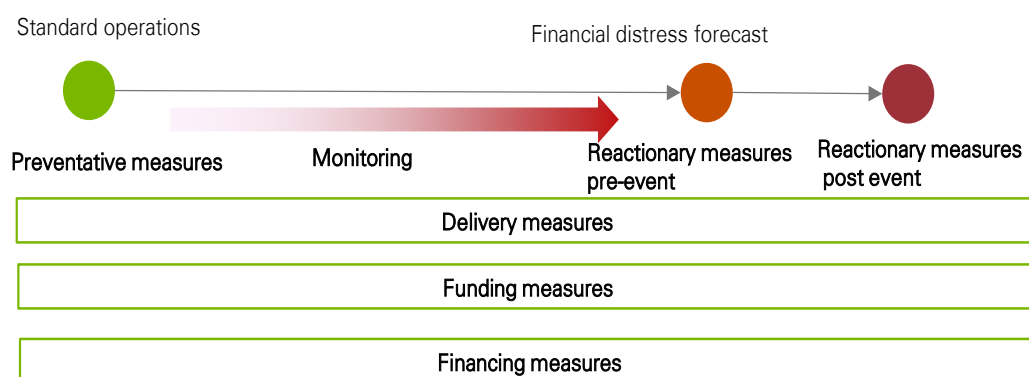 Standard operations
Financial distress forecast
Preventative measures
Monitoring
Reactionary measures
pre-event
Reactionary measures
post event
Delivery measures
Funding measures
Financing measures